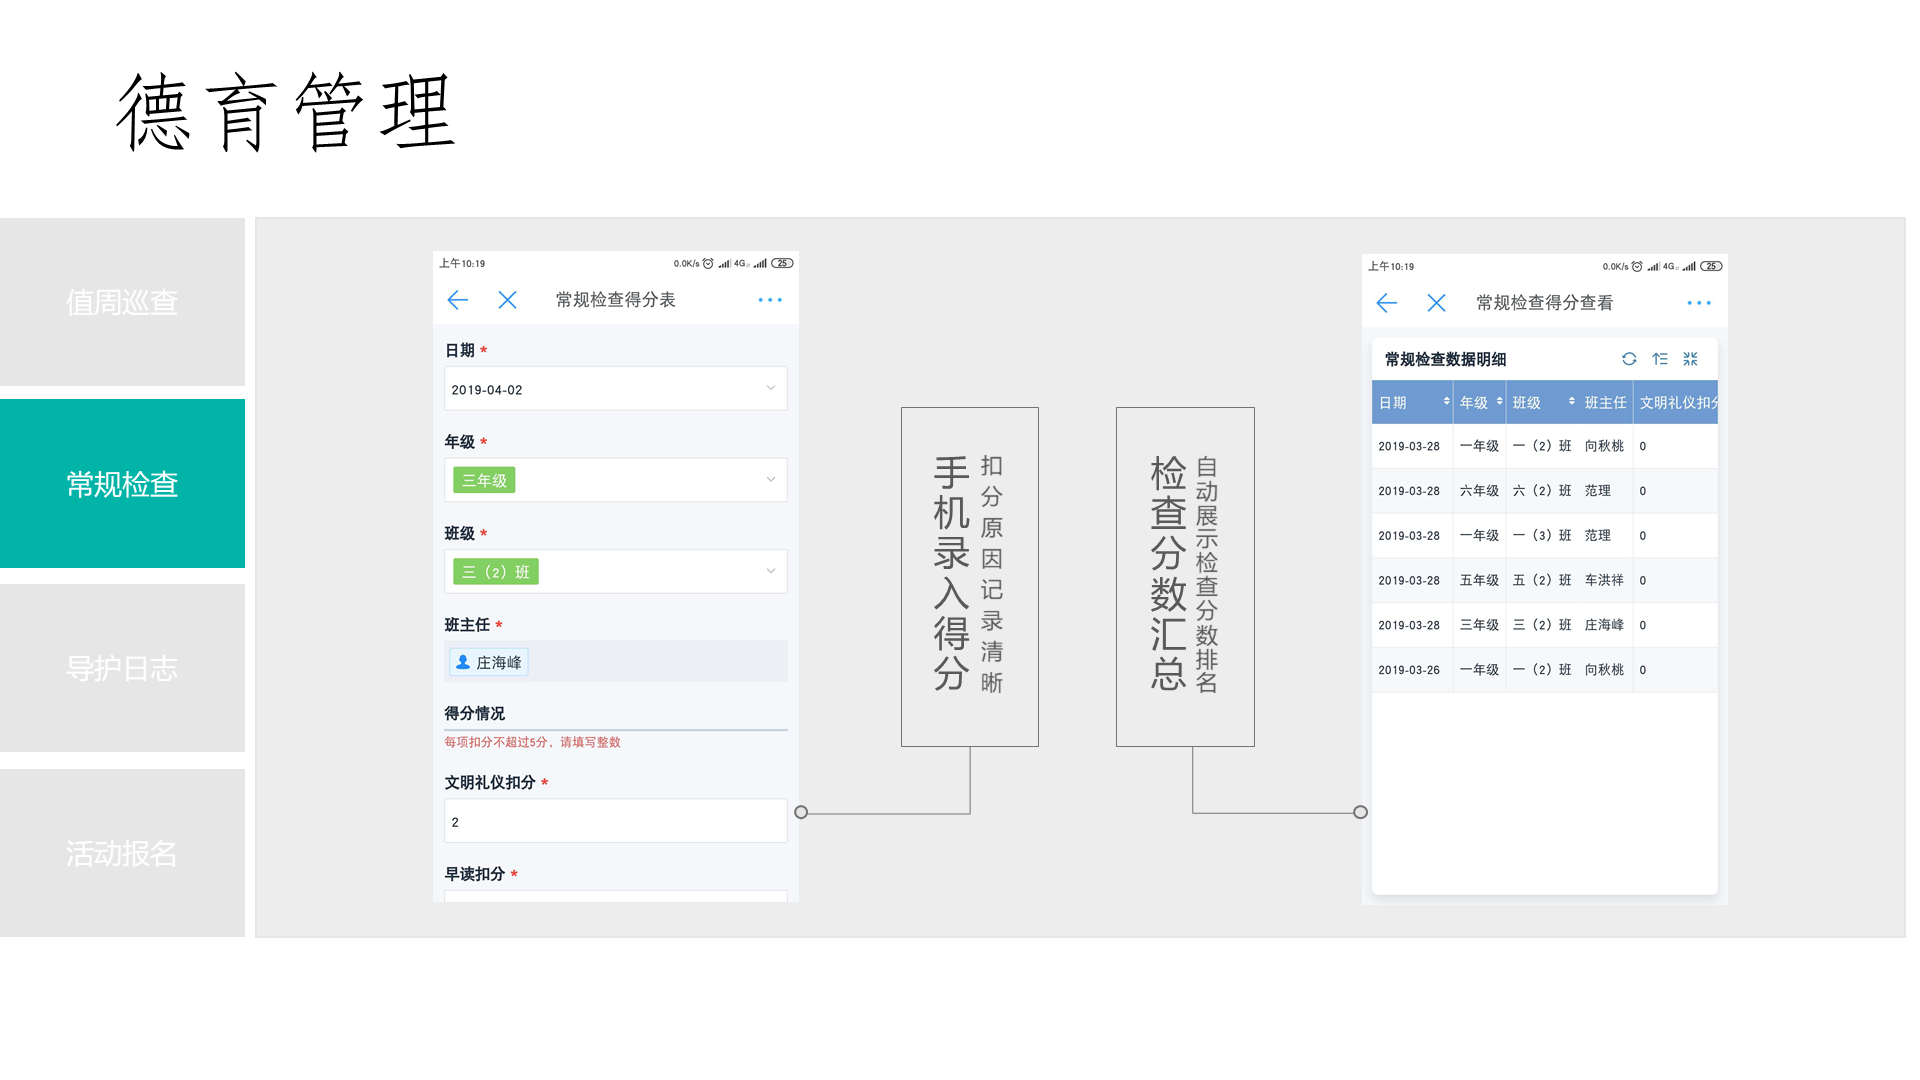 德育管理
值周巡查
常规检查
导护日志
活动报名
上午10:19
0.0K/s 4G 25
常规检查得分表
日期 *
2019-04-02
年级 *
三年级
班级 *
三（2）班
班主任 *
庄海峰
得分情况
每项扣分不超过5分，请填写整数
文明礼仪扣分 *
2
早读扣分 *
手机录入得分
扣分原因记录清晰
检查分数汇总
自动展示检查分数排名
上午10:19
0.0K/s 4G 25
常规检查得分查看
常规检查数据明细
日期 年级 班级 班主任 文明礼仪扣分
2019-03-28 一年级 一（2）班 向秋桃 0
2019-03-28 六年级 六（2）班 范理 0
2019-03-28 一年级 一（3）班 范理 0
2019-03-28 五年级 五（2）班 车洪祥 0
2019-03-28 三年级 三（2）班 庄海峰 0
2019-03-26 一年级 一（2）班 向秋桃 0